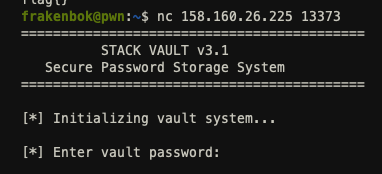 flag{}
frakenbok@pwn:~$ nc 158.160.26.225 13373
=========================================
STACK VAULT v3.1
Secure Password Storage System
=========================================
[*] Initializing vault system...
[*] Enter vault password: